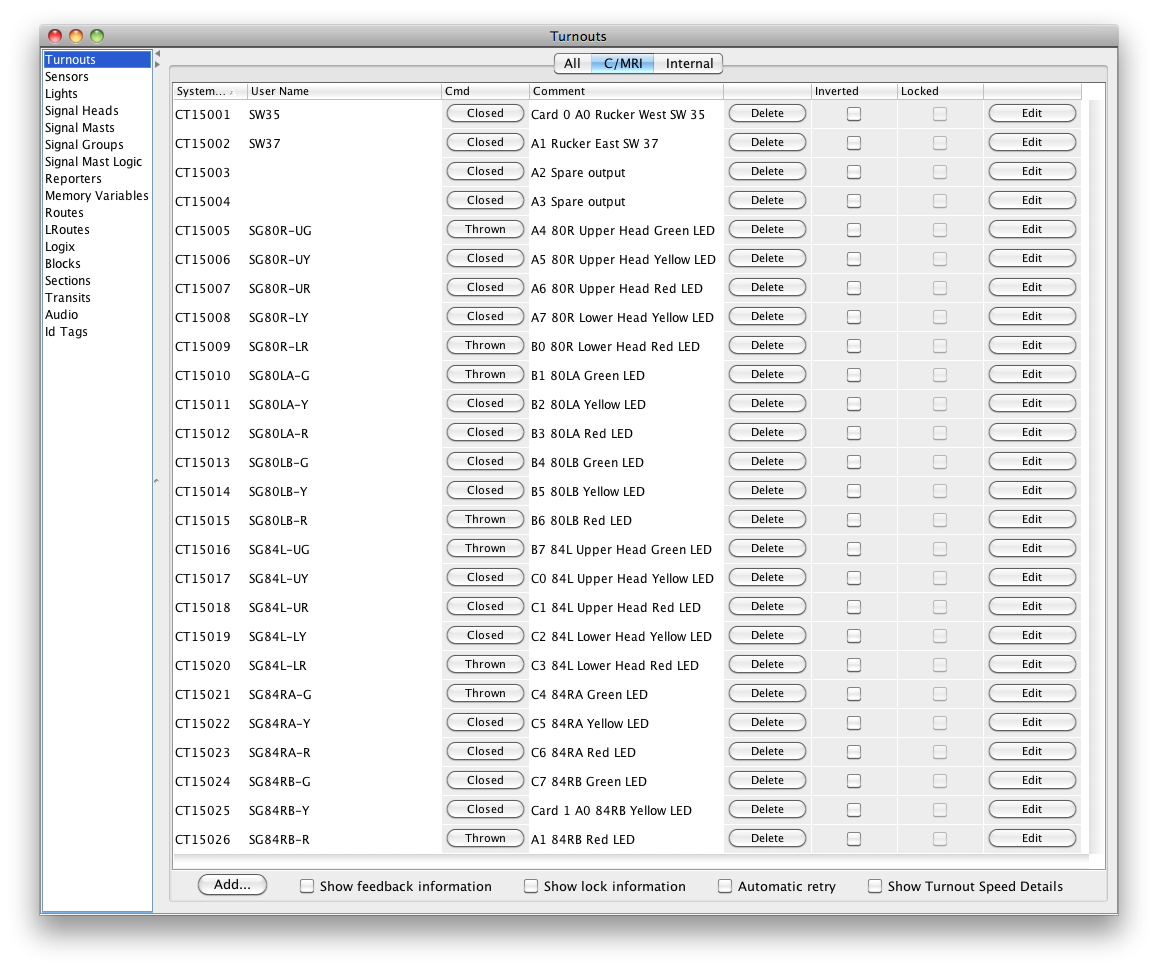 Turnouts
Turnouts
Sensors
Lights
Signal Heads
Signal Masts
Signal Groups
Signal Mast Logic
Reporters
Memory Variables
Routes
LRoutes
Logix
Blocks
Sections
Transits
Audio
Id Tags
All C/MRI Internal
System... User Name Cmd Comment Inverted Locked
CT15001 SW35 Closed Card 0 A0 Rucker West SW 35 Delete Edit
CT15002 SW37 Closed A1 Rucker East SW 37 Delete Edit
CT15003 Closed A2 Spare output Delete Edit
CT15004 Closed A3 Spare output Delete Edit
CT15005 SG80R-UG Thrown A4 80R Upper Head Green LED Delete Edit
CT15006 SG80R-UY Closed A5 80R Upper Head Yellow LED Delete Edit
CT15007 SG80R-UR Closed A6 80R Upper Head Red LED Delete Edit
CT15008 SG80R-LY Closed A7 80R Lower Head Yellow LED Delete Edit
CT15009 SG80R-LR Thrown B0 80R Lower Head Red LED Delete Edit
CT15010 SG80LA-G Thrown B1 80LA Green LED Delete Edit
CT15011 SG80LA-Y Closed B2 80LA Yellow LED Delete Edit
CT15012 SG80LA-R Closed B3 80LA Red LED Delete Edit
CT15013 SG80LB-G Closed B4 80LB Green LED Delete Edit
CT15014 SG80LB-Y Closed B5 80LB Yellow LED Delete Edit
CT15015 SG80LB-R Thrown B6 80LB Red LED Delete Edit
CT15016 SG84L-UG Thrown B7 84L Upper Head Green LED Delete Edit
CT15017 SG84L-UY Closed C0 84L Upper Head Yellow LED Delete Edit
CT15018 SG84L-UR Closed C1 84L Upper Head Red LED Delete Edit
CT15019 SG84L-LY Closed C2 84L Lower Head Yellow LED Delete Edit
CT15020 SG84L-LR Thrown C3 84L Lower Head Red LED Delete Edit
CT15021 SG84RA-G Thrown C4 84RA Green LED Delete Edit
CT15022 SG84RA-Y Closed C5 84RA Yellow LED Delete Edit
CT15023 SG84RA-R Closed C6 84RA Red LED Delete Edit
CT15024 SG84RB-G Closed C7 84RB Green LED Delete Edit
CT15025 SG84RB-Y Closed Card 1 A0 84RB Yellow LED Delete Edit
CT15026 SG84RB-R Thrown A1 84RB Red LED Delete Edit
Add... Show feedback information Show lock information Automatic retry Show Turnout Speed Details